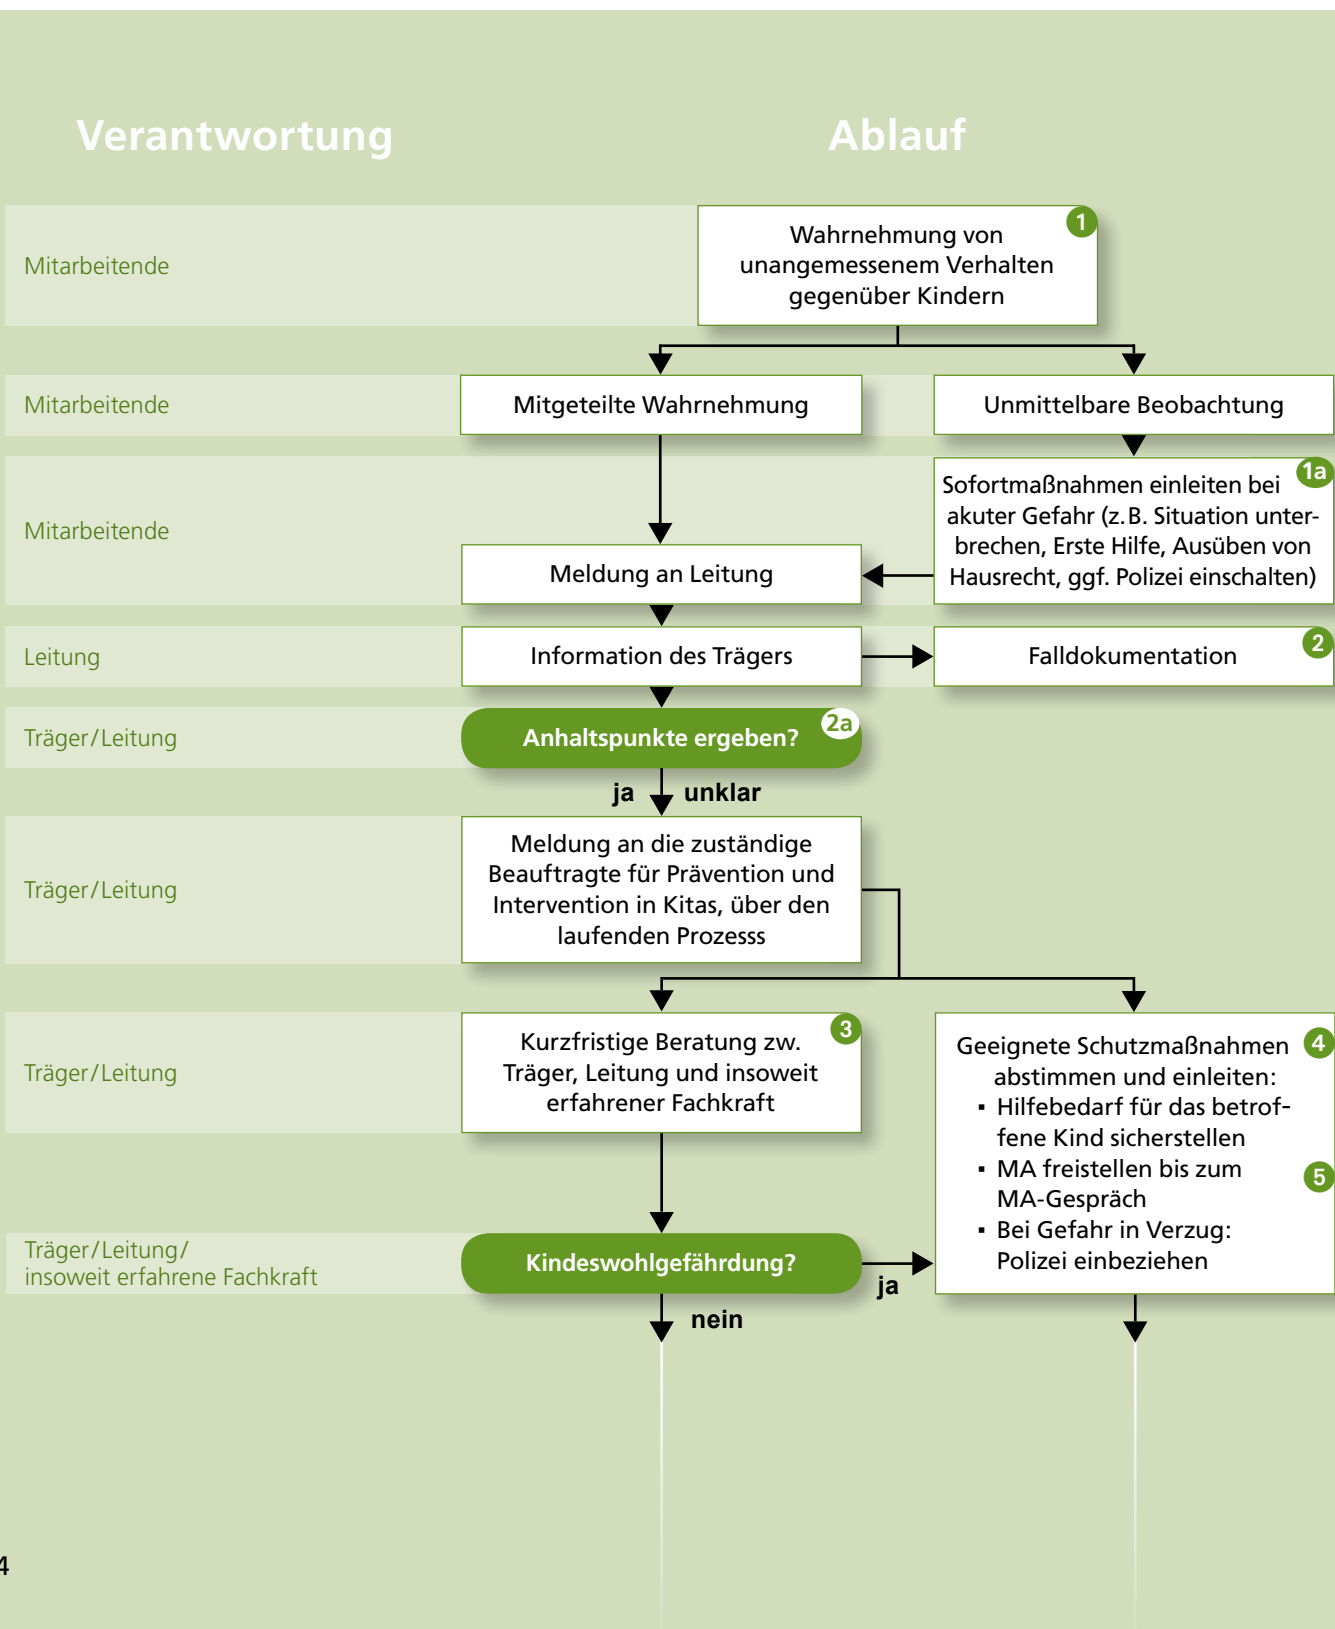 Verantwortung
Ablauf
Mitarbeitende
Wahrnehmung von
unangemessenem Verhalten
gegenüber Kindern
1
Mitarbeitende
Mitgeteilte Wahrnehmung
Unmittelbare Beobachtung
Mitarbeitende
Sofortmaßnahmen einleiten bei
akuter Gefahr (z.B. Situation unter-
brechen, Erste Hilfe, Ausüben von
Hausrecht, ggf. Polizei einschalten)
1a
Meldung an Leitung
Leitung
Information des Trägers
Falldokumentation
2
Träger/Leitung
Anhaltspunkte ergeben?
2a
ja
unklar
Träger/Leitung
Meldung an die zuständige
Beauftragte für Prävention und
Intervention in Kitas, über den
laufenden Prozesss
Träger/Leitung
Kurzfristige Beratung zw.
Träger, Leitung und insoweit
erfahrener Fachkraft
3
Geeignete Schutzmaßnahmen
abstimmen und einleiten:
▪ Hilfebedarf für das betrof-
fene Kind sicherstellen
▪ MA freistellen bis zum
MA-Gespräch
▪ Bei Gefahr in Verzug:
Polizei einbeziehen
4
5
Träger/Leitung/
insoweit erfahrene Fachkraft
Kindeswohlgefährdung?
ja
nein
4